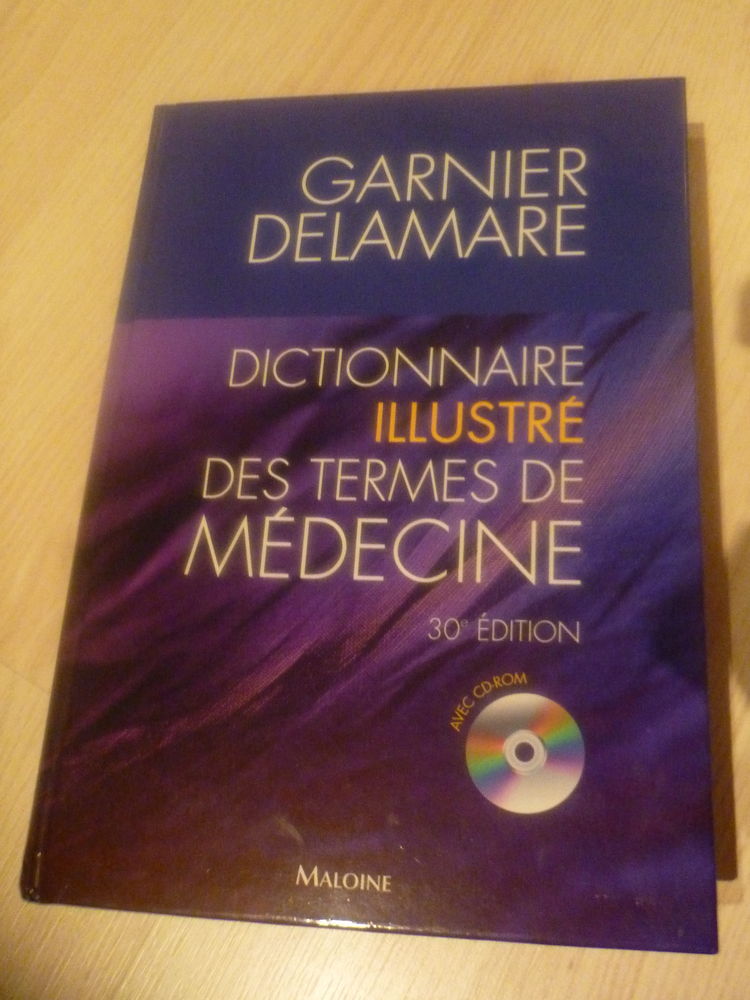 GARNIER
DELAMARE
DICTIONNAIRE
ILLUSTRÉ
DES TERMES DE
MÉDECINE
30e ÉDITION
AVEC CD-ROM
MALOINE